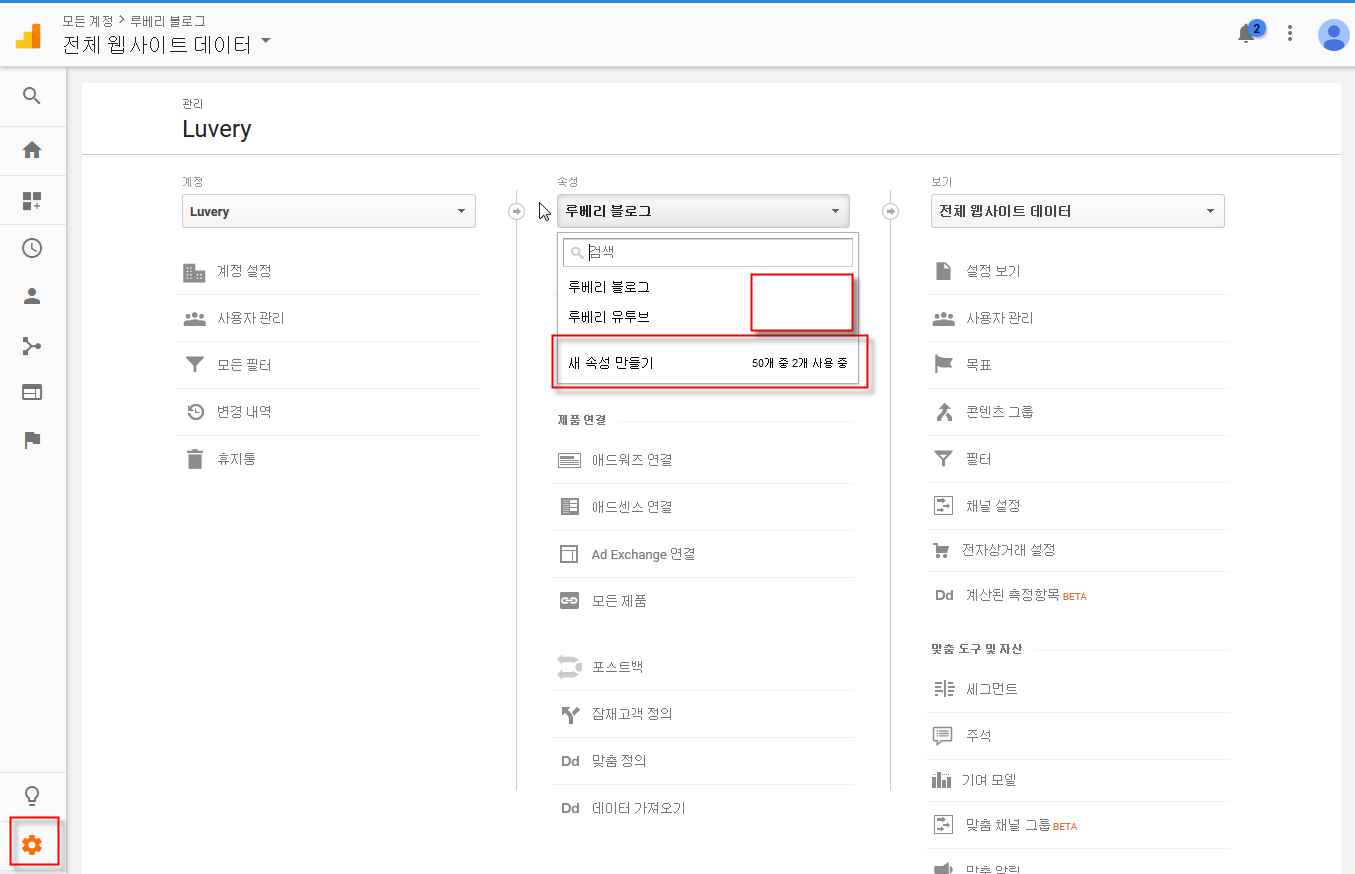 모든 계정 > 루베리 블로그
전체 웹사이트 데이터
2
관리
Luvery
계정
Luvery
계정 설정
사용자 관리
모든 필터
변경 내역
휴지통
속성
루베리 블로그
검색
루베리 블로그
루베리 유투브
새 속성 만들기 50개 중 2개 사용 중
제품 연결
애드워즈 연결
애드센스 연결
Ad Exchange 연결
모든 제품
포스트백
잠재고객 정의
Dd 맞춤 정의
Dd 데이터 가져오기
보기
전체 웹사이트 데이터
설정 보기
사용자 관리
목표
콘텐츠 그룹
필터
채널 설정
전자상거래 설정
Dd 계산된 측정항목 BETA
맞춤 도구 및 자산
세그먼트
주석
기여 모델
맞춤 채널 그룹 BETA
맞춤 알림